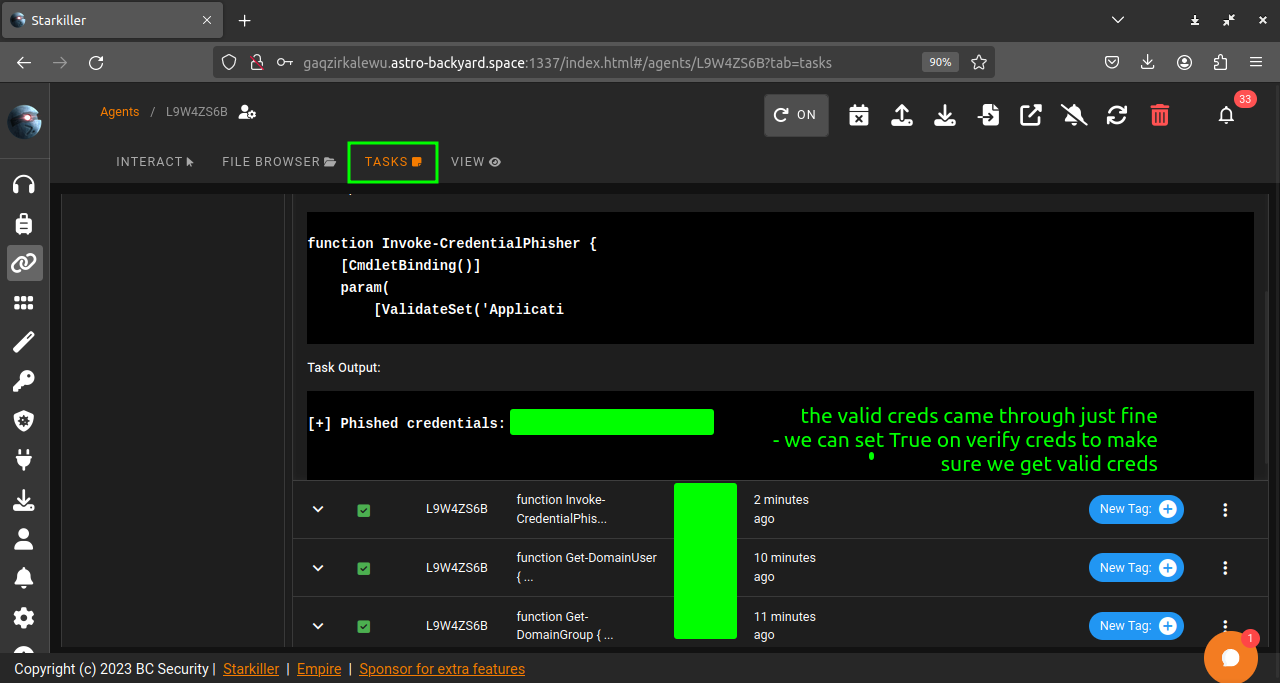 Starkiller
gaqzirkalewu.astro-backyard.space:1337/index.html#/agents/L9W4ZS6B?tab=tasks
90%
Agents / L9W4ZS6B
ON
33
INTERACT
FILE BROWSER
TASKS
VIEW
function Invoke-CredentialPhisher {
[CmdletBinding()]
param(
[ValidateSet('Applicati
Task Output:
[+] Phished credentials:
the valid creds came through just fine
- we can set True on verify creds to make
sure we get valid creds
L9W4ZS6B
function Invoke-
CredentialPhis...
2 minutes
ago
New Tag:
L9W4ZS6B
function Get-DomainUser
{ ...
10 minutes
ago
New Tag:
L9W4ZS6B
function Get-
DomainGroup { ...
11 minutes
ago
New Tag:
1
Copyright (c) 2023 BC Security | Starkiller | Empire | Sponsor for extra features